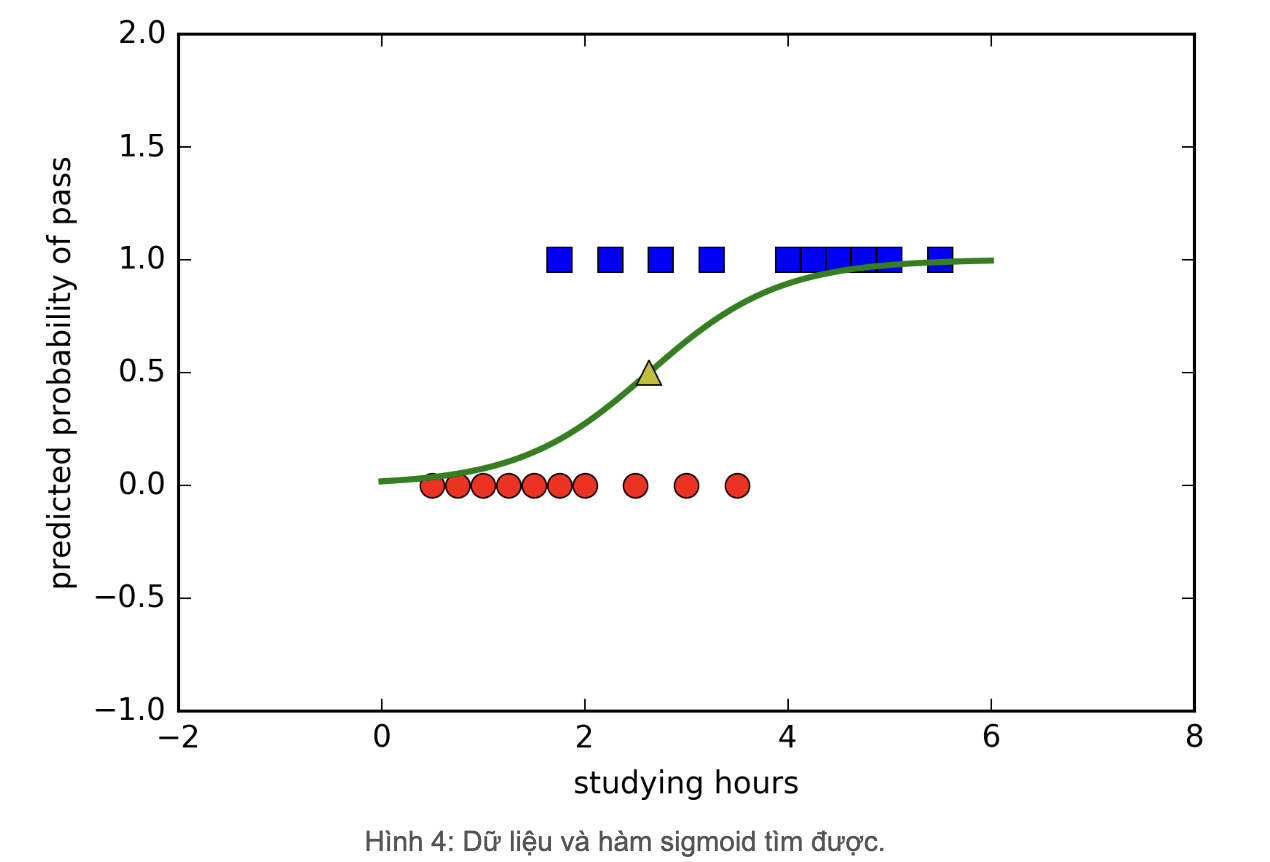 2.0
1.5
1.0
0.5
0.0
−0.5
−1.0
predicted probability of pass
−2 0 2 4 6 8
studying hours
Hình 4: Dữ liệu và hàm sigmoid tìm được.